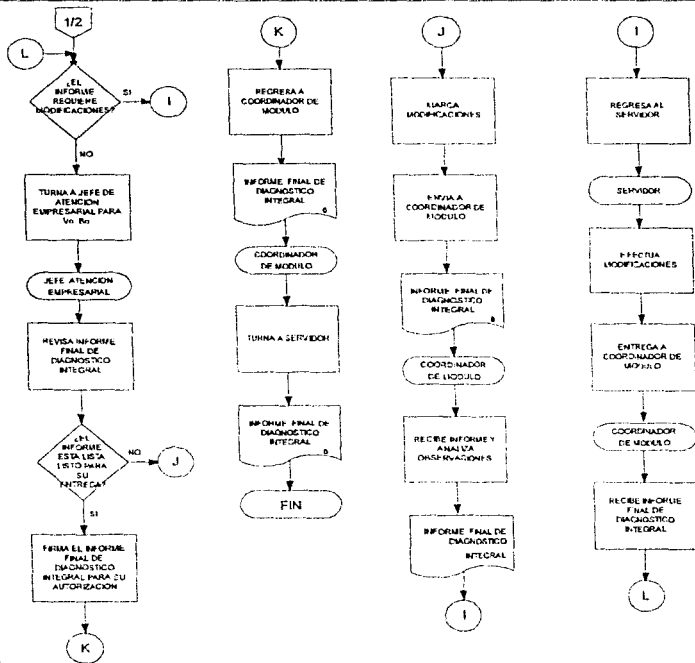 1/2
L
¿EL
INFORME
REQUIERE
MODIFICACIONES?
SI
I
NO
TURNA A JEFE DE
ATENCION
EMPRESARIAL PARA
Vo. Bo
JEFE ATENCION
EMPRESARIAL
REVISA INFORME
FINAL DE
DIAGNOSTICO
INTEGRAL
¿EL
INFORME
ESTA LISTA
LISTO PARA
SU
ENTREGA?
NO
J
SI
FIRMA EL INFORME
FINAL DE
DIAGNOSTICO
INTEGRAL PARA SU
AUTORIZACION
K
K
REGRESA A
COORDINADOR DE
MODULO
INFORME FINAL DE
DIAGNOSTICO
INTEGRAL
COORDINADOR
DE MODULO
TURNA A SERVIDOR
INFORME FINAL DE
DIAGNOSTICO
INTEGRAL
FIN
J
MARCA
MODIFICACIONES
ENVIA A
COORDINADOR DE
MODULO
INFORME FINAL DE
DIAGNOSTICO
INTEGRAL
COORDINADOR
DE MODULO
RECIBE INFORME Y
ANALIZA
OBSERVACIONES
INFORME FINAL DE
DIAGNOSTICO
INTEGRAL
I
I
REGRESA AL
SERVIDOR
SERVIDOR
EFECTUA
MODIFICACIONES
ENTREGA A
COORDINADOR DE
MODULO
COORDINADOR
DE MODULO
RECIBE INFORME
FINAL DE
DIAGNOSTICO
INTEGRAL
L